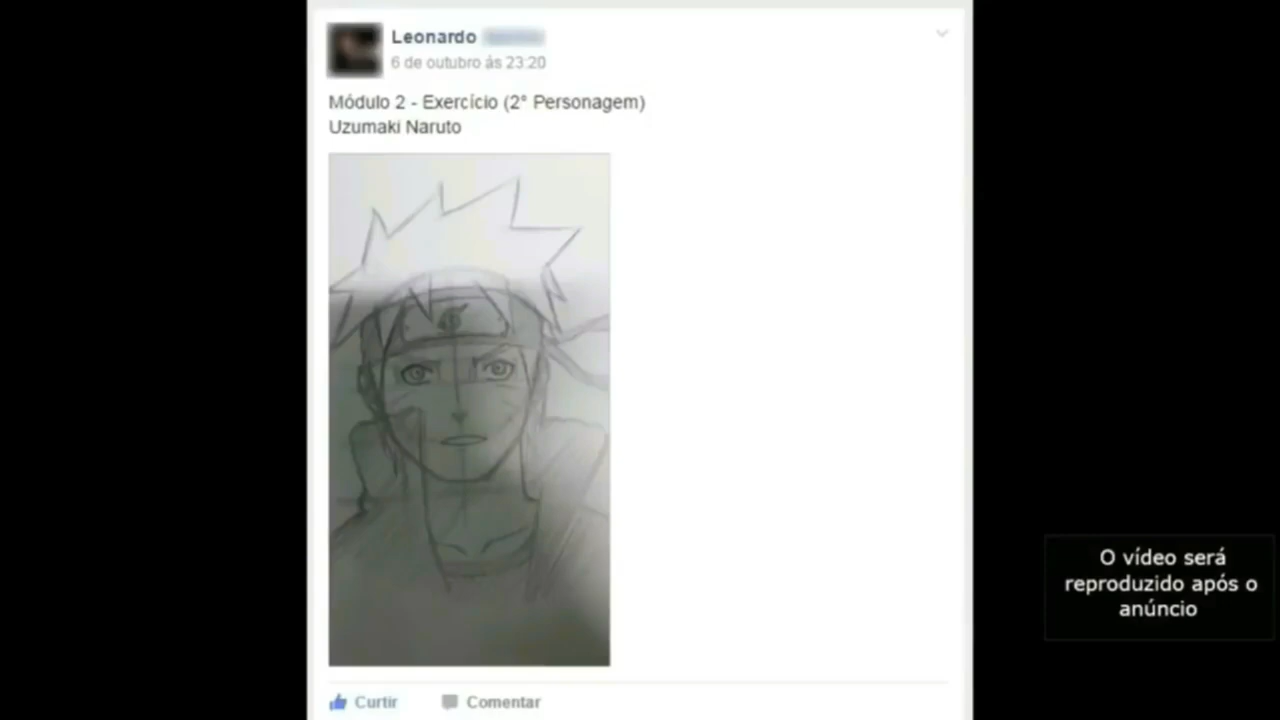 Leonardo
6 de outubro ás 23:20
Módulo 2 - Exercício (2° Personagem)
Uzumaki Naruto
Curtir
Comentar
O vídeo será
reproduzido após o
anúncio